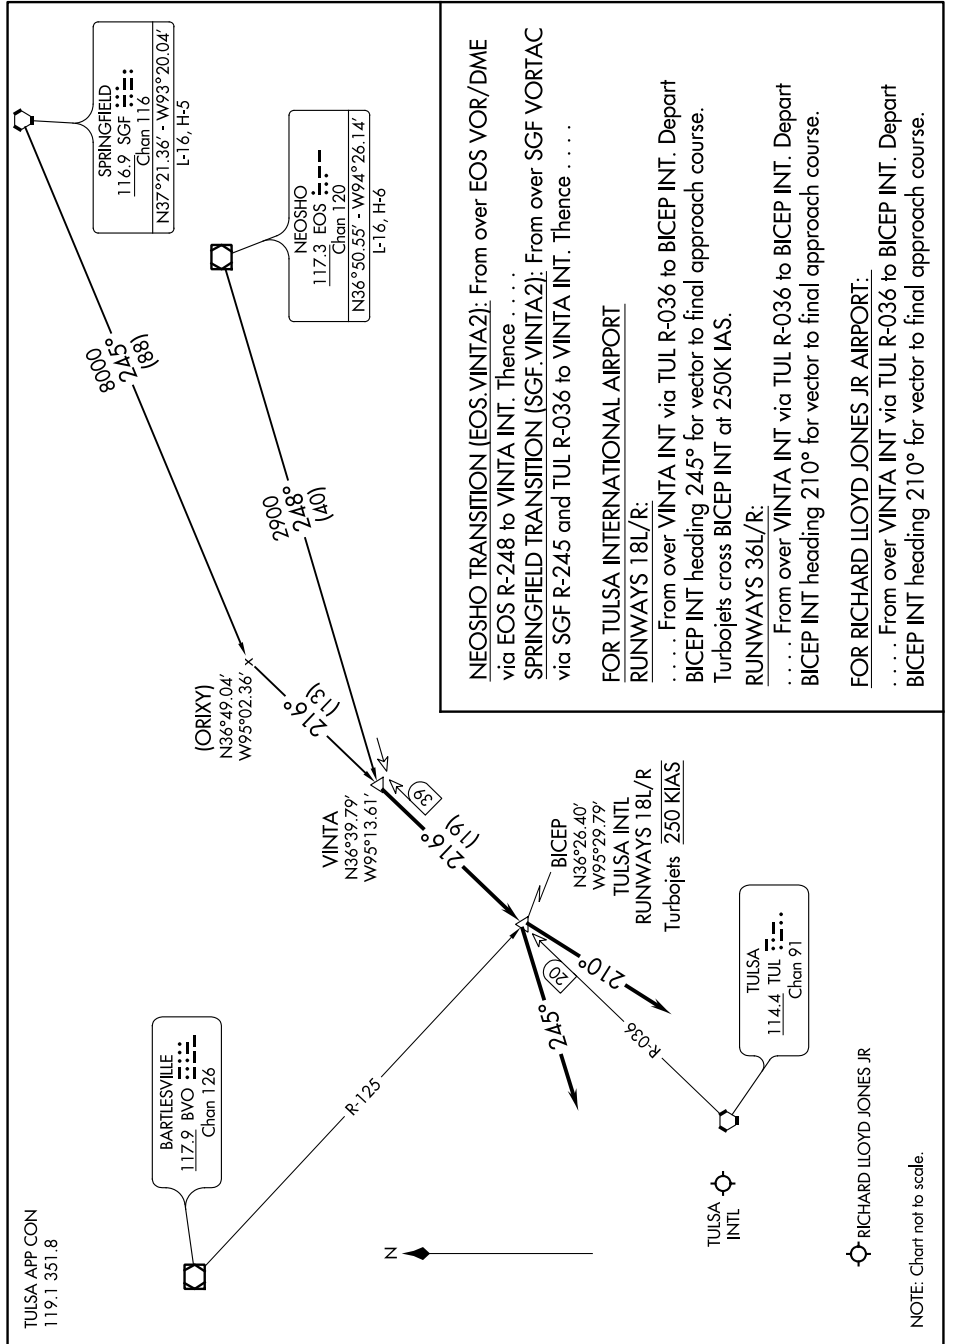 TULSA APP CON
119.1 351.8
SPRINGFIELD
116.9 SGF
Chan 116
N37°21.36' - W93°20.04'
L-16, H-5
8000
245°
(88)
NEOSHO
117.3 EOS
Chan 120
N36°50.55' - W94°26.14'
L-16, H-6
2900
248°
(40)
(ORIXY)
N36°49.04'
W95°02.36'
x
216°
(13)
BARTLESVILLE
117.9 BVO
Chan 126
R-125
VINTA
N36°39.79'
W95°13.61'
39
216°
(19)
BICEP
N36°26.40'
W95°29.79'
TULSA INTL
RUNWAYS 18L/R
Turbojets 250 KIAS
N
245°
20
210°
R-036
TULSA
114.4 TUL
Chan 91
TULSA
INTL
RICHARD LLOYD JONES JR
NOTE: Chart not to scale.
NEOSHO TRANSITION (EOS.VINTA2): From over EOS VOR/DME
via EOS R-248 to VINTA INT. Thence . . . .
SPRINGFIELD TRANSITION (SGF.VINTA2): From over SGF VORTAC
via SGF R-245 and TUL R-036 to VINTA INT. Thence . . . . .
FOR TULSA INTERNATIONAL AIRPORT
RUNWAYS 18L/R:
. . . . From over VINTA INT via TUL R-036 to BICEP INT. Depart
BICEP INT heading 245° for vector to final approach course.
Turbojets cross BICEP INT at 250K IAS.
RUNWAYS 36L/R:
. . . . From over VINTA INT via TUL R-036 to BICEP INT. Depart
BICEP INT heading 210° for vector to final approach course.
FOR RICHARD LLOYD JONES JR AIRPORT:
. . . . From over VINTA INT via TUL R-036 to BICEP INT. Depart
BICEP INT heading 210° for vector to final approach course.